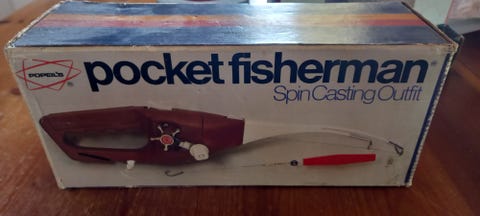 POPEIL'S ®
pocket fisherman®
Spin Casting Outfit